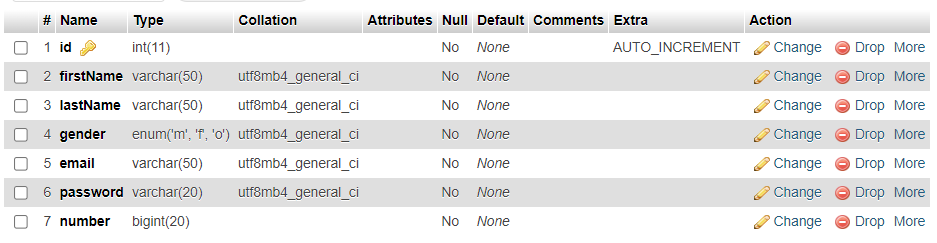 # Name Type Collation Attributes Null Default Comments Extra Action
1 id int(11) No None AUTO_INCREMENT Change Drop More
2 firstName varchar(50) utf8mb4_general_ci No None Change Drop More
3 lastName varchar(50) utf8mb4_general_ci No None Change Drop More
4 gender enum('m', 'f', 'o') utf8mb4_general_ci No None Change Drop More
5 email varchar(50) utf8mb4_general_ci No None Change Drop More
6 password varchar(20) utf8mb4_general_ci No None Change Drop More
7 number bigint(20) No None Change Drop More